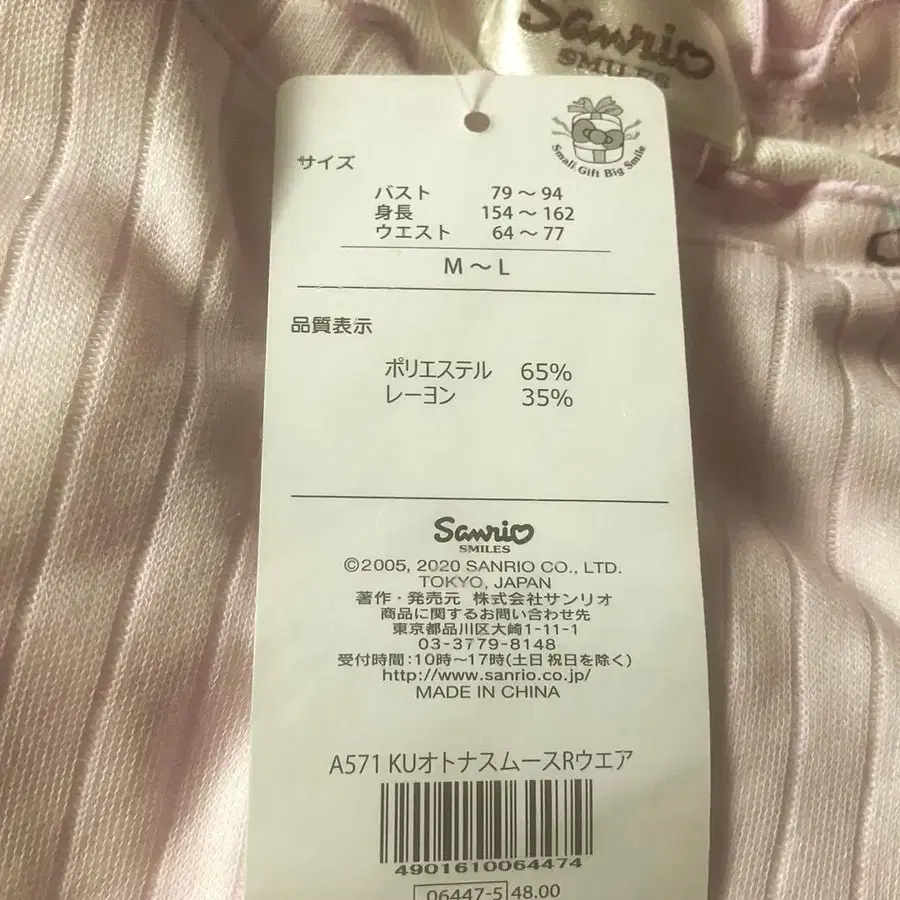 Sanrio
SMILES
Small Gift Big Smile
サイズ
バスト 79～94
身長 154～162
ウエスト 64～77
M～L
品質表示
ポリエステル 65%
レーヨン 35%
Sanrio
SMILES
©2005, 2020 SANRIO CO., LTD.
TOKYO, JAPAN
著作・発売元 株式会社サンリオ
商品に関するお問い合わせ先
東京都品川区大崎1-11-1
03-3779-8148
受付時間:10時～17時(土日祝日を除く)
http://www.sanrio.co.jp/
MADE IN CHINA
A571 KUオトナスムースRウエア
4901610064474
06447-5 48.00